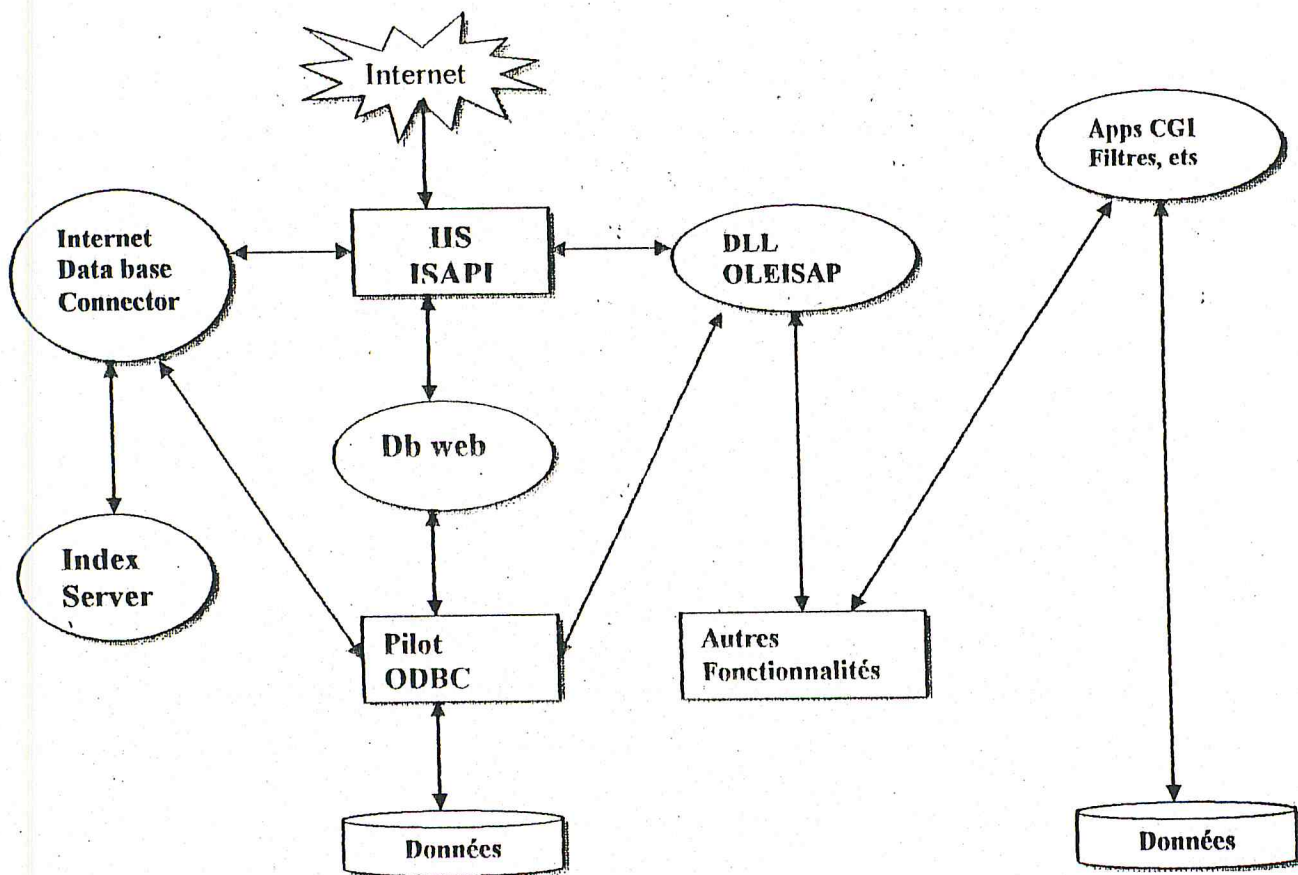 Internet
Apps CGI
Filtres, ets
Internet
Data base
Connector
IIS
ISAPI
DLL
OLEISAP
Db web
Index
Server
Pilot
ODBC
Autres
Fonctionnalités
Données
Données